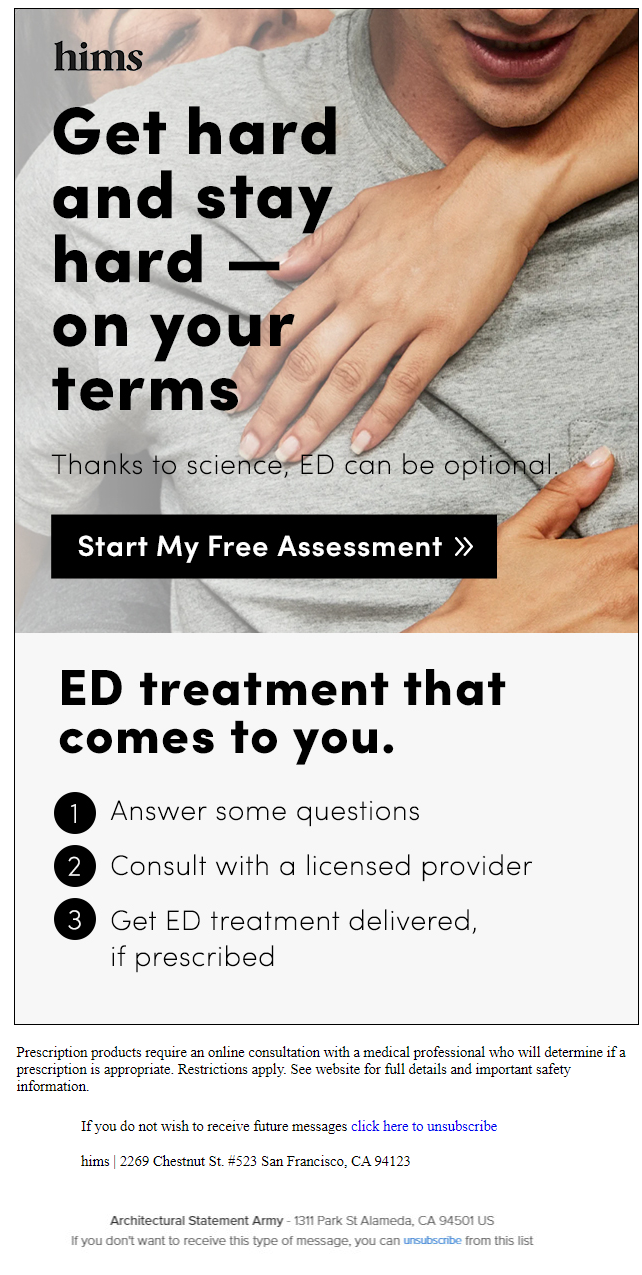 hims
Get hard
and stay
hard —
on your
terms
Thanks to science, ED can be optional.
Start My Free Assessment »
ED treatment that
comes to you.
1 Answer some questions
2 Consult with a licensed provider
3 Get ED treatment delivered,
if prescribed
Prescription products require an online consultation with a medical professional who will determine if a
prescription is appropriate. Restrictions apply. See website for full details and important safety
information.
If you do not wish to receive future messages click here to unsubscribe
hims | 2269 Chestnut St. #523 San Francisco, CA 94123
Architectural Statement Army - 1311 Park St Alameda, CA 94501 US
If you don't want to receive this type of message, you can unsubscribe from this list